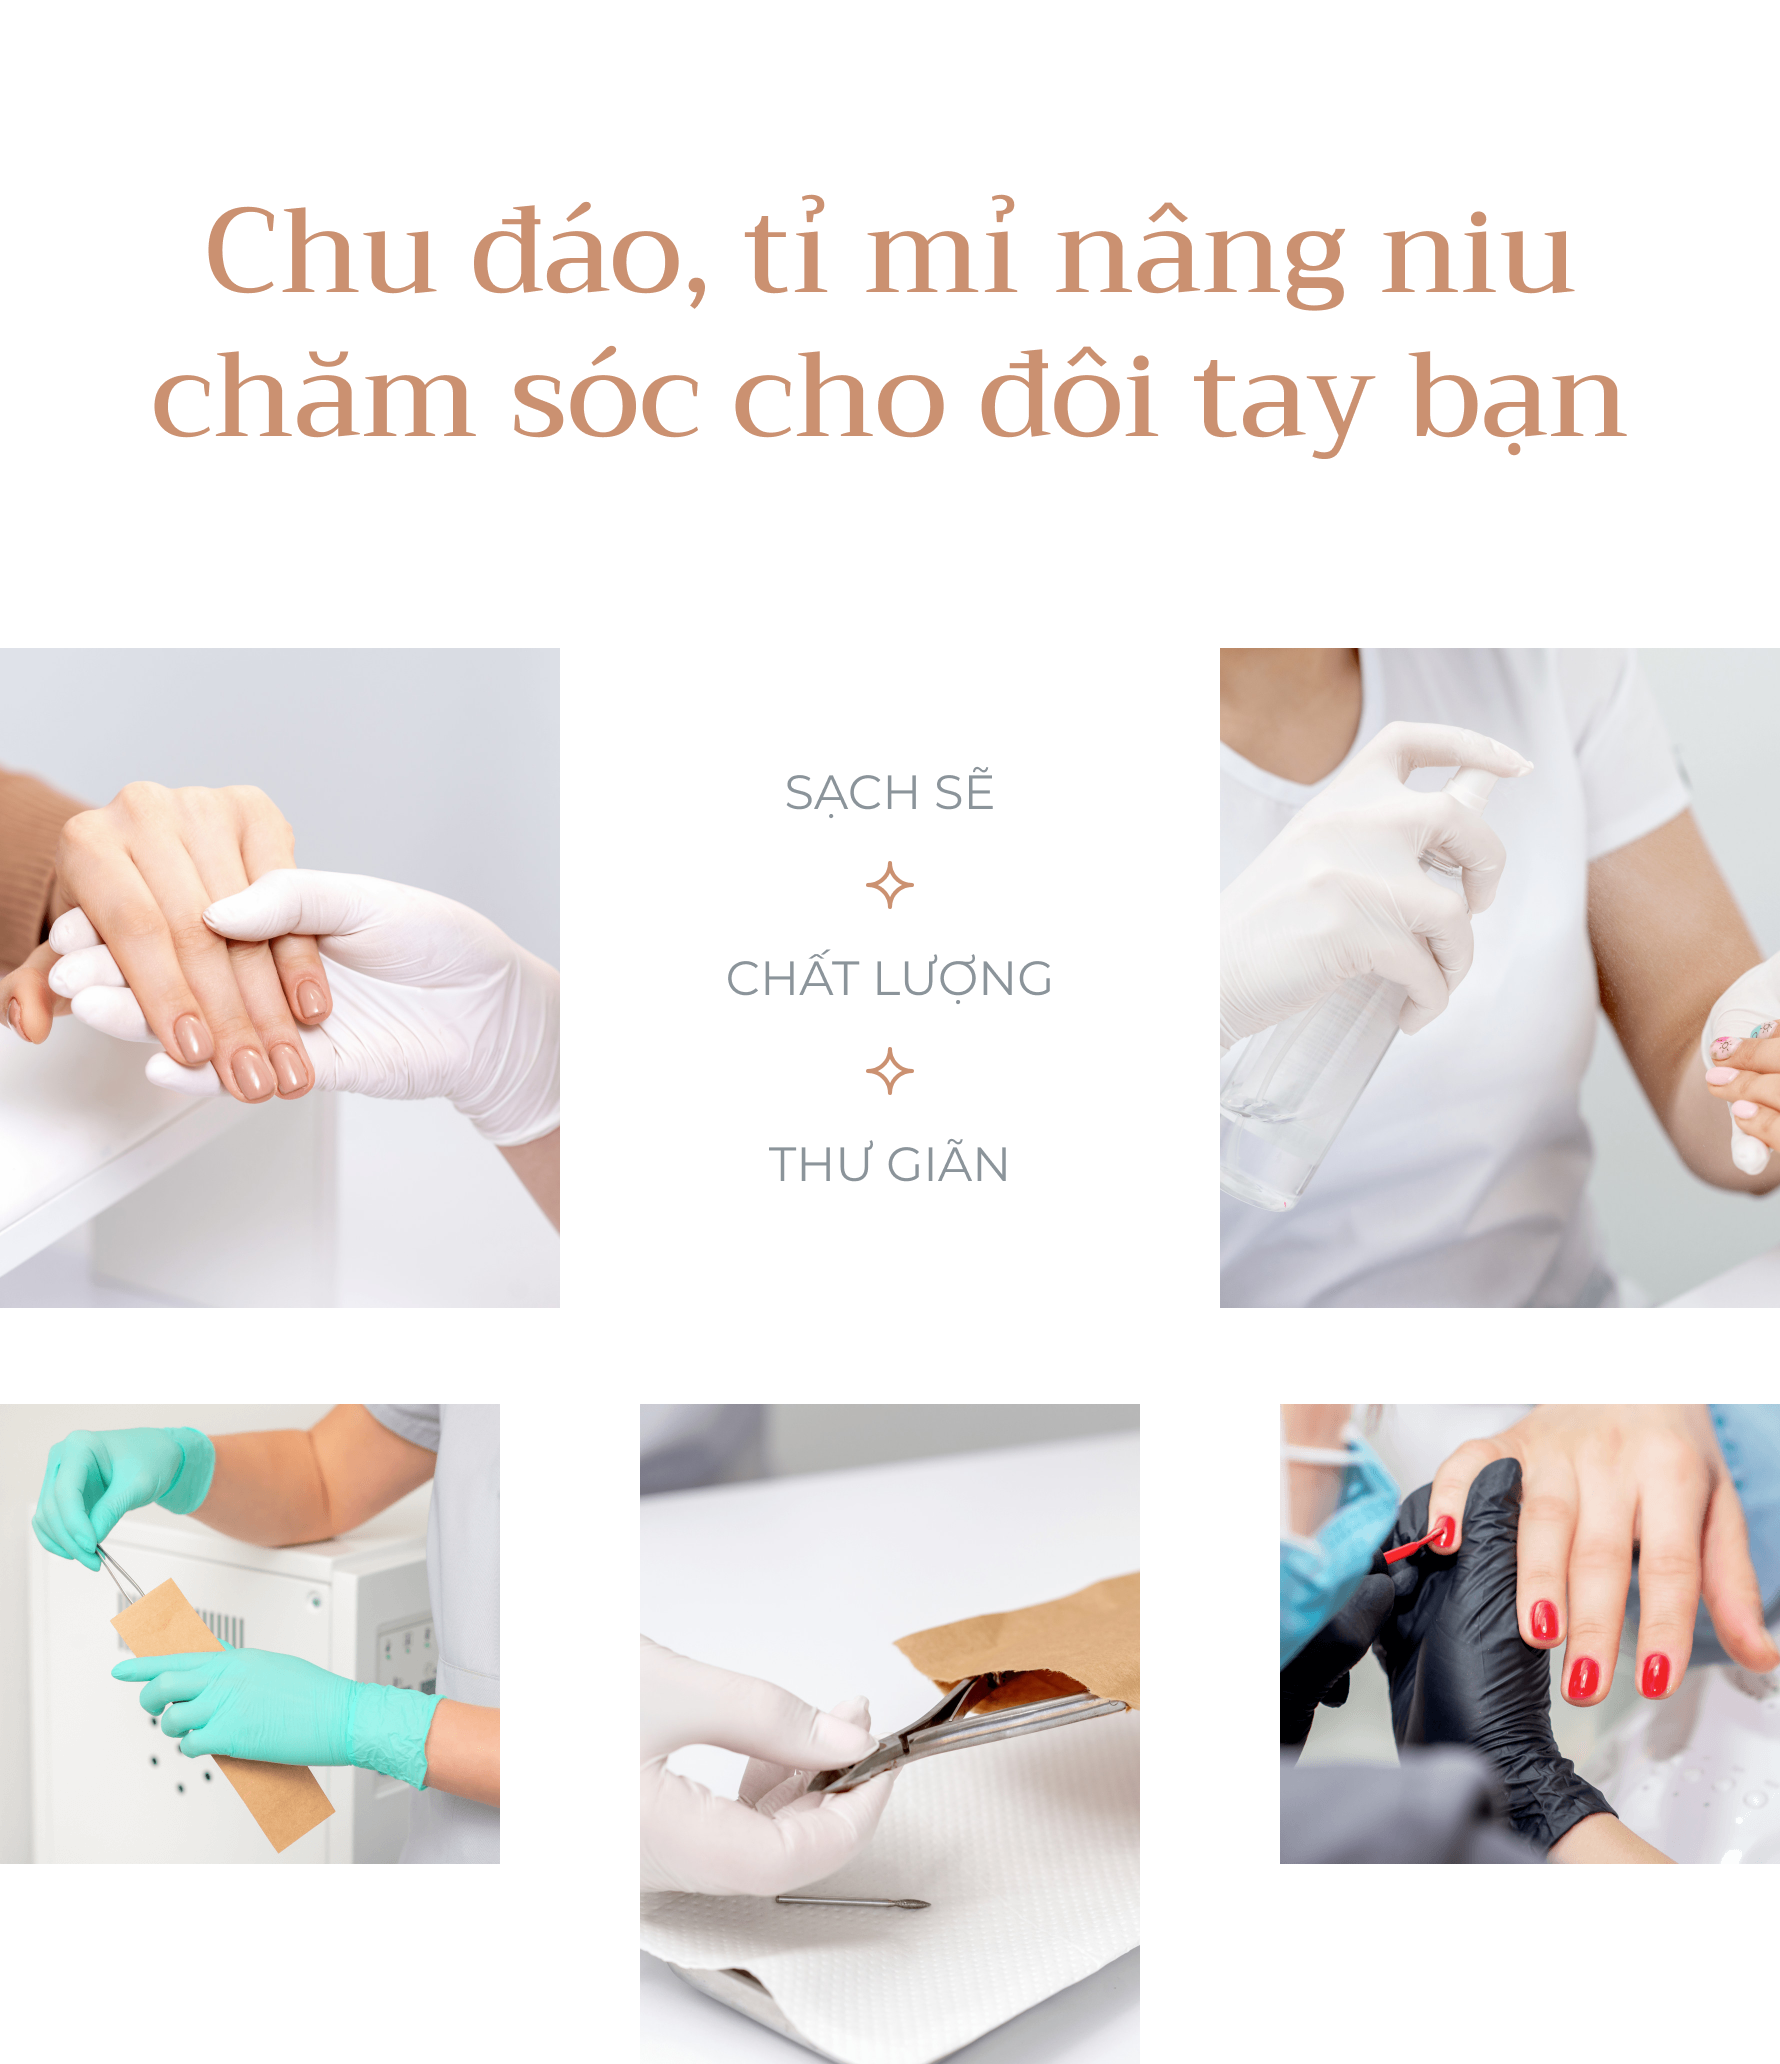 Chu đáo, tỉ mỉ nâng niu
chăm sóc cho đôi tay bạn
SẠCH SẼ
CHẤT LƯỢNG
THƯ GIÃN